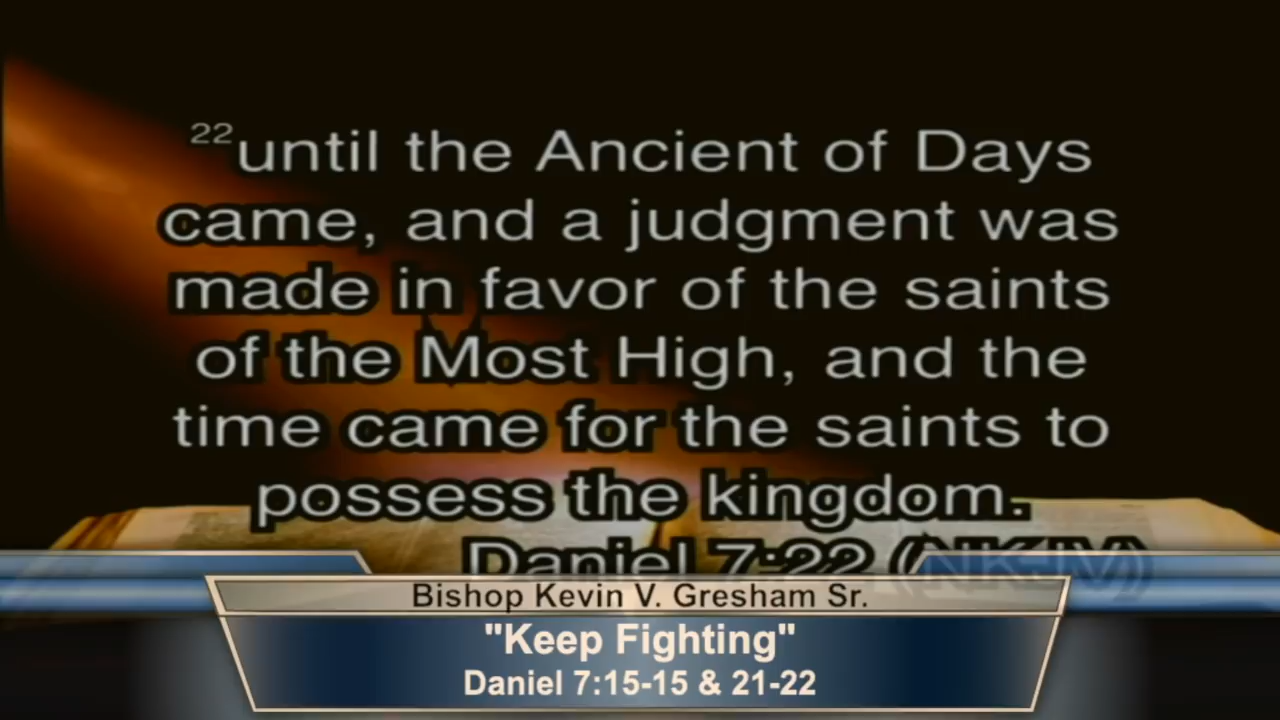 22until the Ancient of Days
came, and a judgment was
made in favor of the saints
of the Most High, and the
time came for the saints to
possess the kingdom.
Daniel 7:22 (NKJV)
Bishop Kevin V. Gresham Sr.
"Keep Fighting"
Daniel 7:15-15 & 21-22